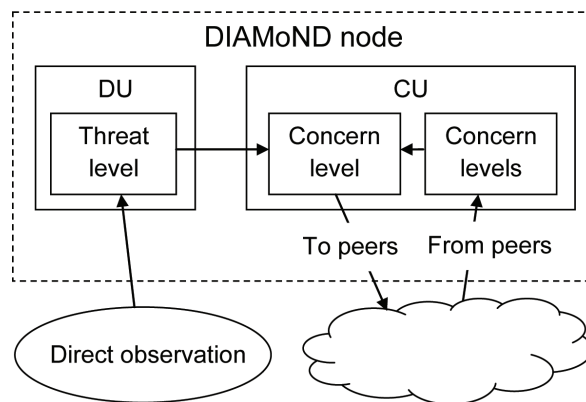 DIAMoND node
DU
CU
Threat
level
Concern
level
Concern
levels
To peers
From peers
Direct observation